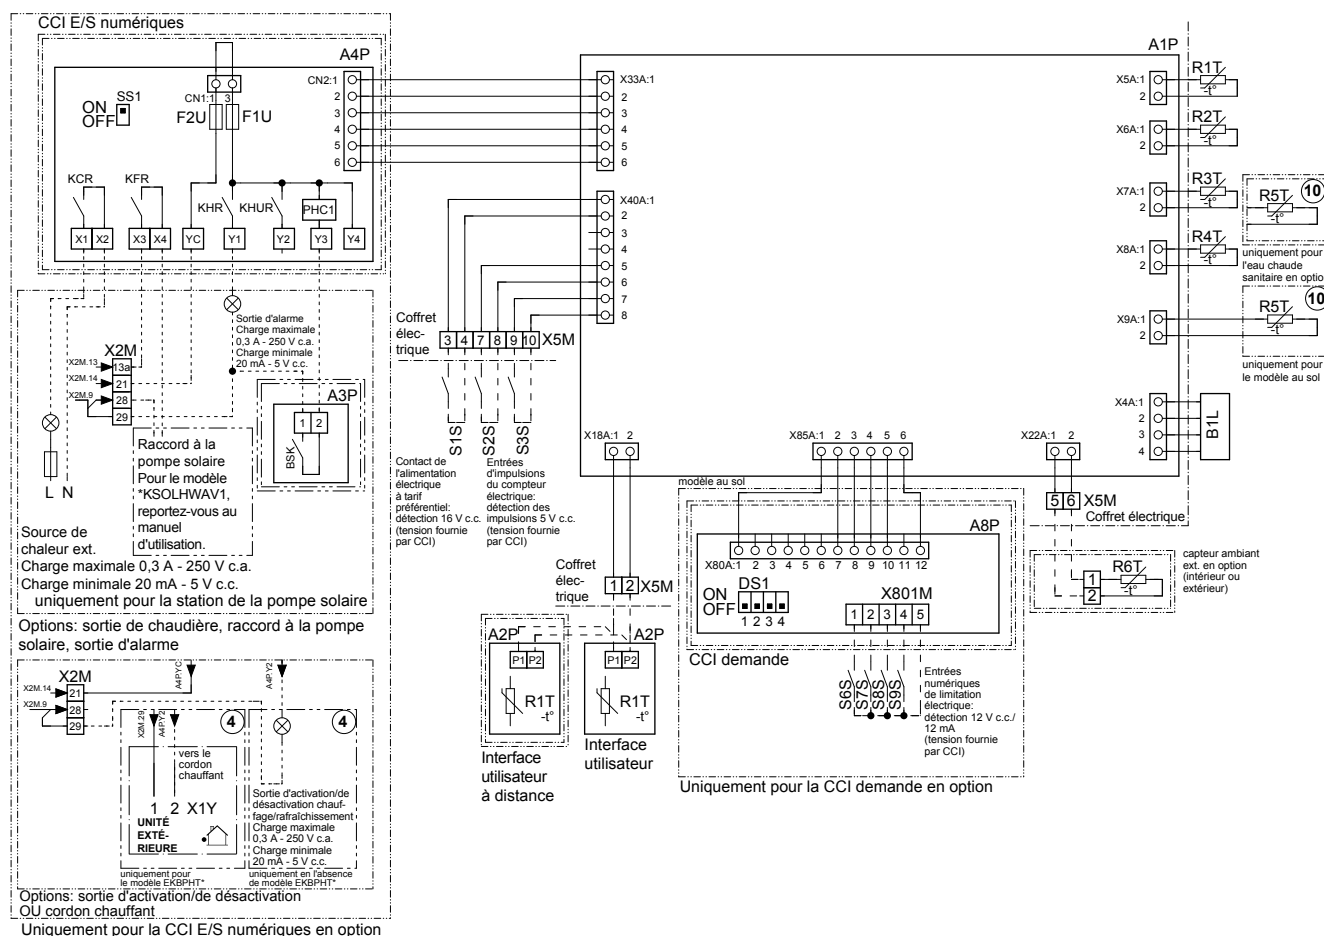 CCI E/S numériques
A4P
CN2:1
2
3
4
5
6
SS1
ON
OFF
CN1:1 3
F2U F1U
KCR KFR
KHR KHUR
PHC1
X1 X2 X3 X4 YC Y1 Y2 Y3 Y4
Sortie d'alarme
Charge maximale
0,3 A - 250 V c.a.
Charge minimale
20 mA - 5 V c.c.
X2M
X2M.13 13a
X2M.14 21
X2M.9 28
29
A3P
1 2
BSK
L N
Raccord à la
pompe solaire
Pour le modèle
*KSOLHWAV1,
reportez-vous au
manuel
d'utilisation.
Source de
chaleur ext.
Charge maximale 0,3 A - 250 V c.a.
Charge minimale 20 mA - 5 V c.c.
uniquement pour la station de la pompe solaire
Options: sortie de chaudière, raccord à la pompe
solaire, sortie d'alarme
X2M
X2M.14 21
X2M.9 28
29
A4P.YC
A4P.Y2
X2M.29
A4P.Y2
4
4
vers le
cordon
chauffant
1 2 X1Y
UNITÉ
EXTÉ-
RIEURE
Sortie d'activation/de
désactivation chauf-
fage/rafraîchissement
Charge maximale
0,3 A - 250 V c.a.
Charge minimale
20 mA - 5 V c.c.
uniquement pour
le modèle EKBPHT*
uniquement en l'absence
de modèle EKBPHT*
Options: sortie d'activation/de désactivation
OU cordon chauffant
Uniquement pour la CCI E/S numériques en option
A1P
X33A:1
2
3
4
5
6
X40A:1
2
3
4
5
6
7
8
Coffret
élec-
trique
3 4 7 8 9 10 X5M
S1S S2S S3S
Contact de
l'alimentation
électrique
à tarif
préférentiel:
détection 16 V c.c.
(tension fournie
par CCI)
Entrées
d'impulsions
du compteur
électrique:
détection des
impulsions 5 V c.c.
(tension fournie
par CCI)
X18A:1 2
Coffret
élec-
trique
1 2 X5M
A2P A2P
P1 P2
R1T
-t°
P1 P2
R1T
-t°
Interface
utilisateur
à distance
Interface
utilisateur
X85A:1 2 3 4 5 6
modèle au sol
A8P
X80A:1 2 3 4 5 6 7 8 9 10 11 12
DS1
ON
OFF
1 2 3 4
X801M
1 2 3 4 5
CCI demande
S6S S7S S8S S9S
Entrées
numériques
de limitation
électrique:
détection 12 V c.c./
12 mA
(tension fournie
par CCI)
Uniquement pour la CCI demande en option
X22A:1 2
5 6 X5M
Coffret électrique
1
2
R6T
-t°
capteur ambiant
ext. en option
(intérieur ou
extérieur)
X5A:1
2
R1T
-t°
X6A:1
2
R2T
-t°
X7A:1
2
R3T
-t°
X8A:1
2
R4T
-t°
10
R5T
-t°
uniquement pour
l'eau chaude
sanitaire en optio
10
X9A:1
2
R5T
-t°
uniquement pour
le modèle au sol
X4A:1
2
3
4
B1L